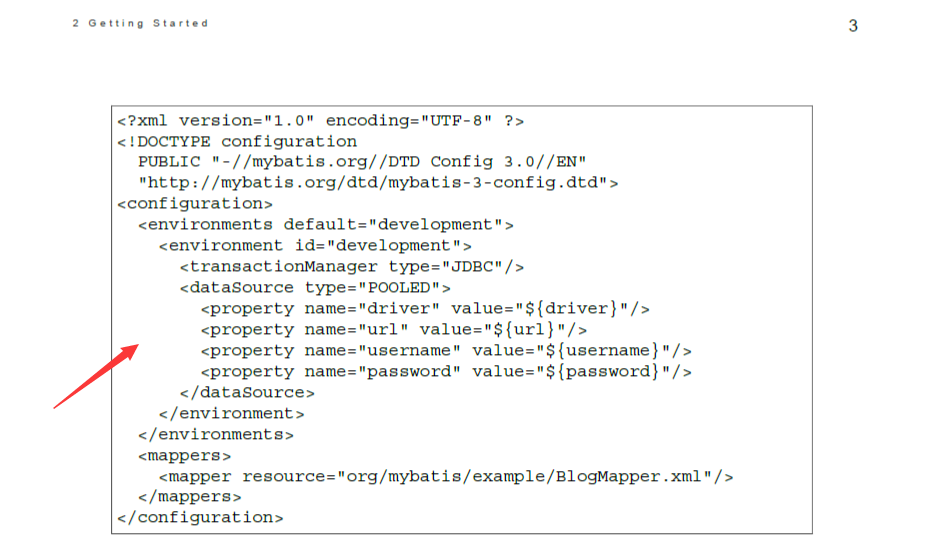 2 Getting Started
3
<?xml version="1.0" encoding="UTF-8" ?>
<!DOCTYPE configuration
PUBLIC "-//mybatis.org//DTD Config 3.0//EN"
"http://mybatis.org/dtd/mybatis-3-config.dtd">
<configuration>
<environments default="development">
<environment id="development">
<transactionManager type="JDBC"/>
<dataSource type="POOLED">
<property name="driver" value="${driver}"/>
<property name="url" value="${url}"/>
<property name="username" value="${username}"/>
<property name="password" value="${password}"/>
</dataSource>
</environment>
</environments>
<mappers>
<mapper resource="org/mybatis/example/BlogMapper.xml"/>
</mappers>
</configuration>